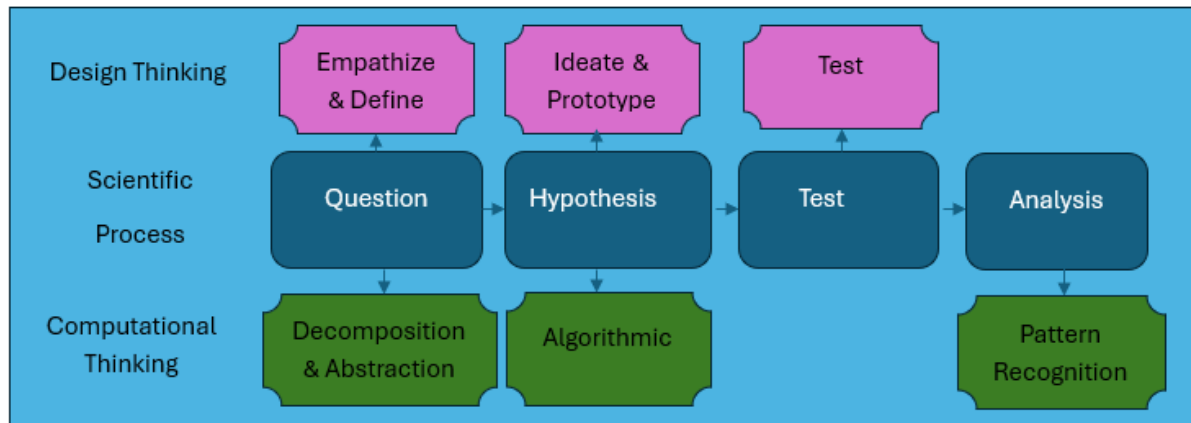 Design Thinking
Empathize
& Define
Ideate &
Prototype
Test
Scientific
Process
Question
Hypothesis
Test
Analysis
Computational
Thinking
Decomposition
& Abstraction
Algorithmic
Pattern
Recognition